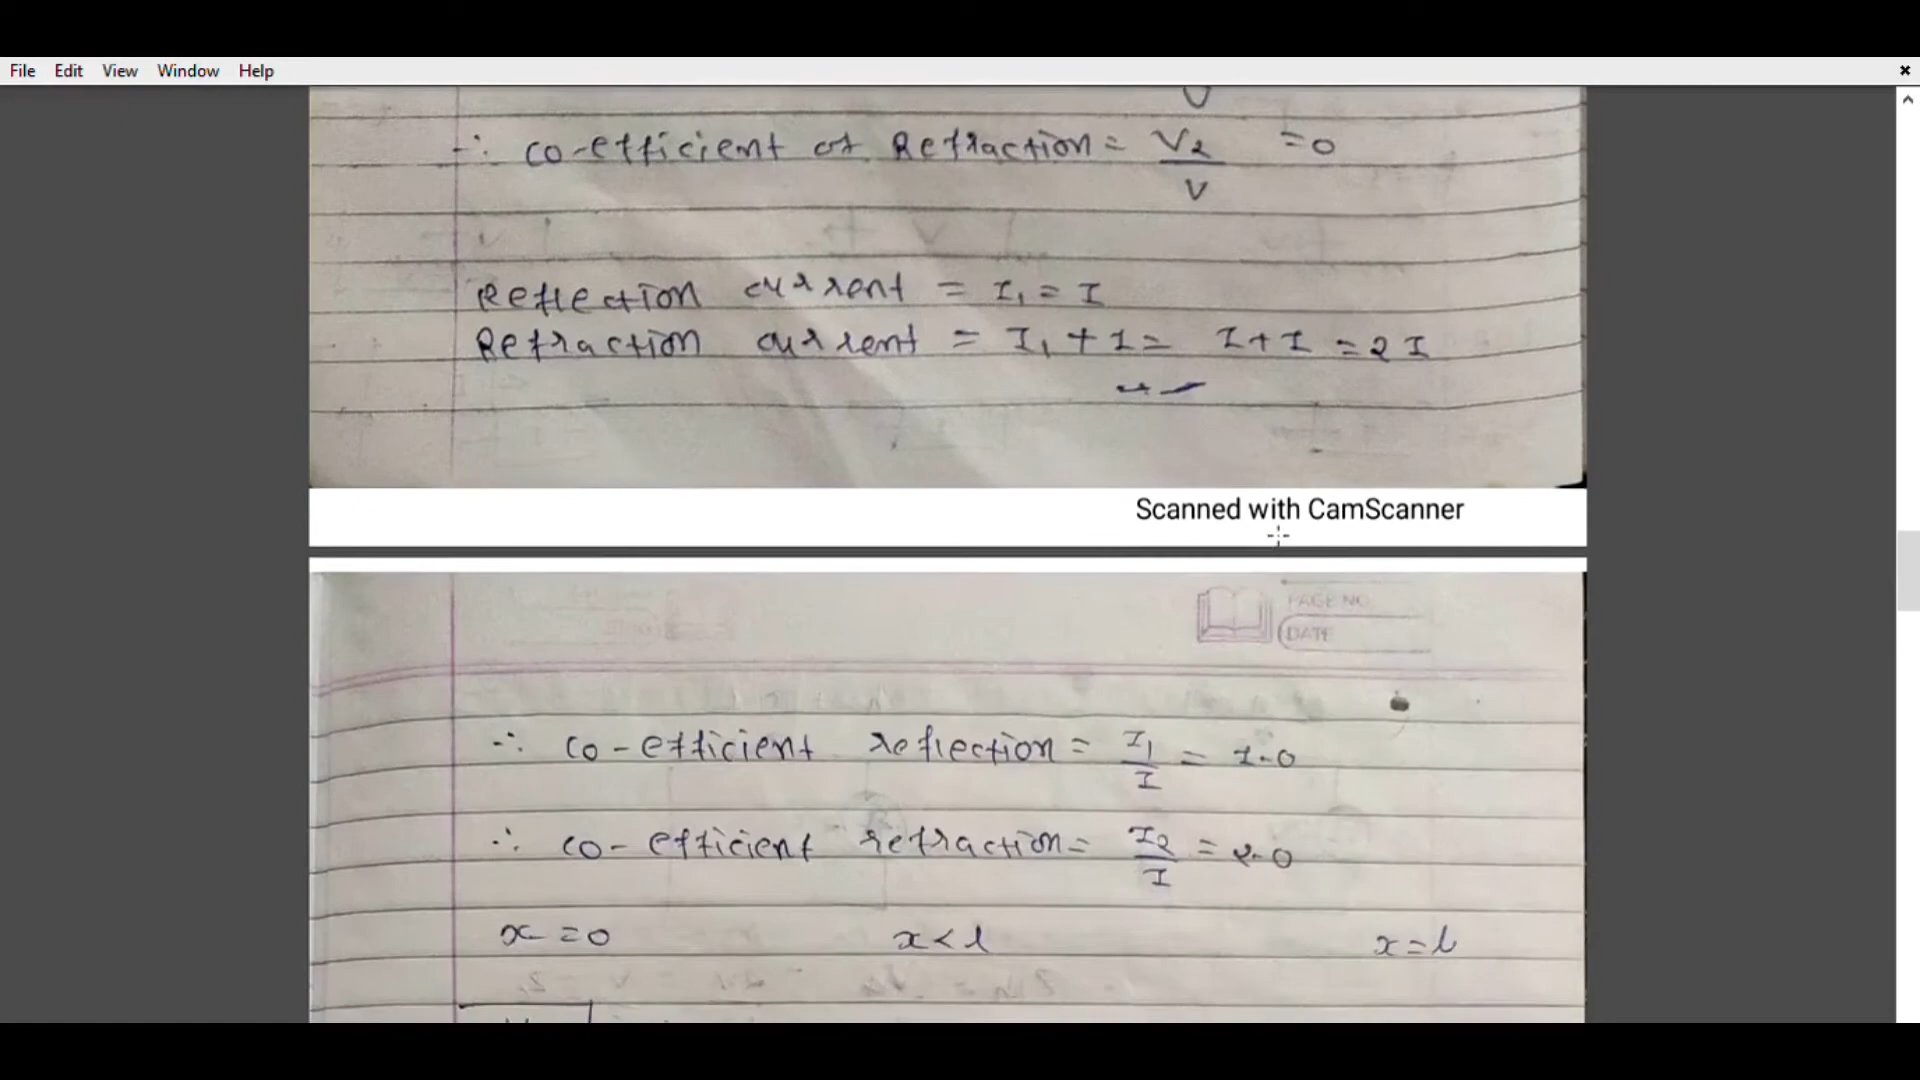 File Edit View Window Help
V
∴ co-efficient of Refraction = V2/V = 0
Reflection current = I1 = I
Refraction current = I1 + I = I + I = 2I
Scanned with CamScanner
PAGE NO
DATE
∴ co-efficient reflection = I1/I = 1.0
∴ co-efficient refraction = I2/I = 2.0
x = 0 x < l x = l